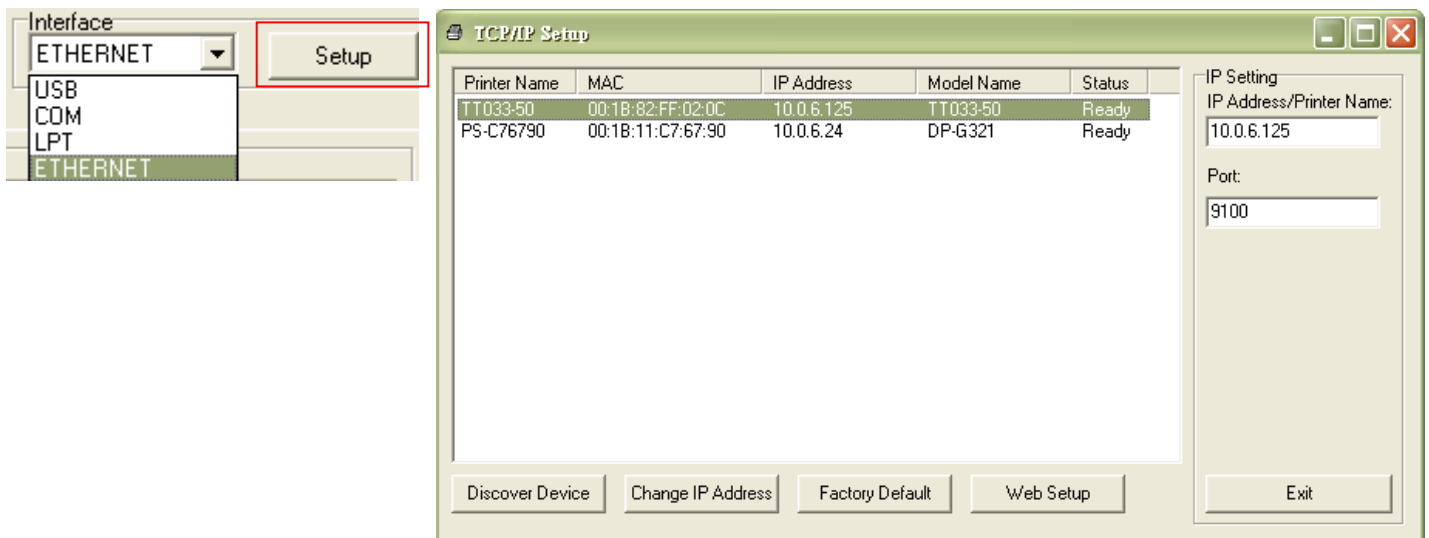 Interface
ETHERNET
Setup
USB
COM
LPT
ETHERNET
TCP/IP Setup
Printer Name MAC IP Address Model Name Status
TT033-50 00:1B:82:FF:02:0C 10.0.6.125 TT033-50 Ready
PS-C76790 00:1B:11:C7:67:90 10.0.6.24 DP-G321 Ready
IP Setting
IP Address/Printer Name:
10.0.6.125
Port:
9100
Discover Device Change IP Address Factory Default Web Setup Exit